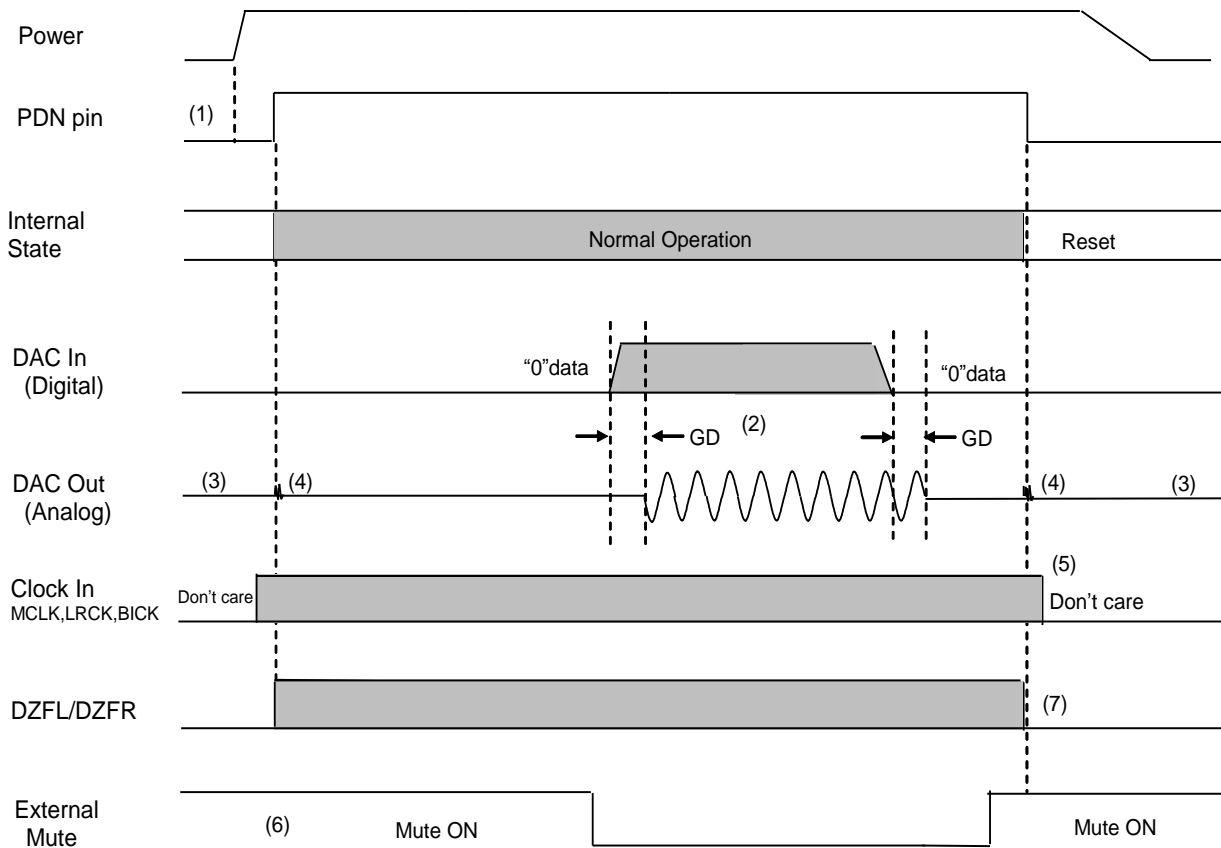 Power
PDN pin
(1)
Internal
State
Normal Operation
Reset
DAC In
(Digital)
“0”data
“0”data
(2)
GD
GD
DAC Out
(Analog)
(3)
(4)
(4)
(3)
Clock In
MCLK,LRCK,BICK
Don’t care
(5)
Don’t care
DZFL/DZFR
(7)
External
Mute
(6)
Mute ON
Mute ON